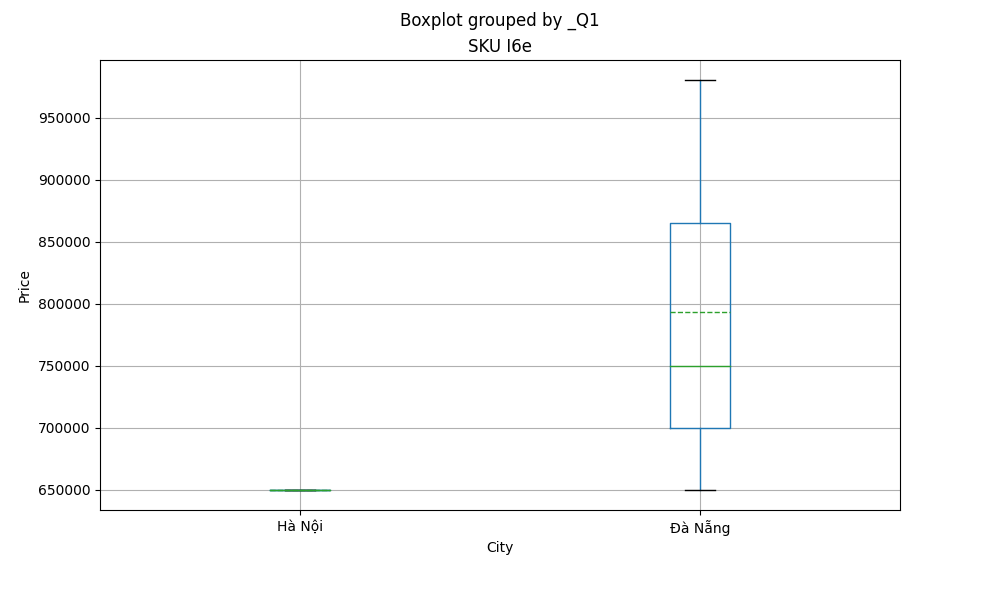 Boxplot grouped by _Q1
SKU I6e
950000
900000
850000
800000
750000
700000
650000
Price
Hà Nội
Đà Nẵng
City